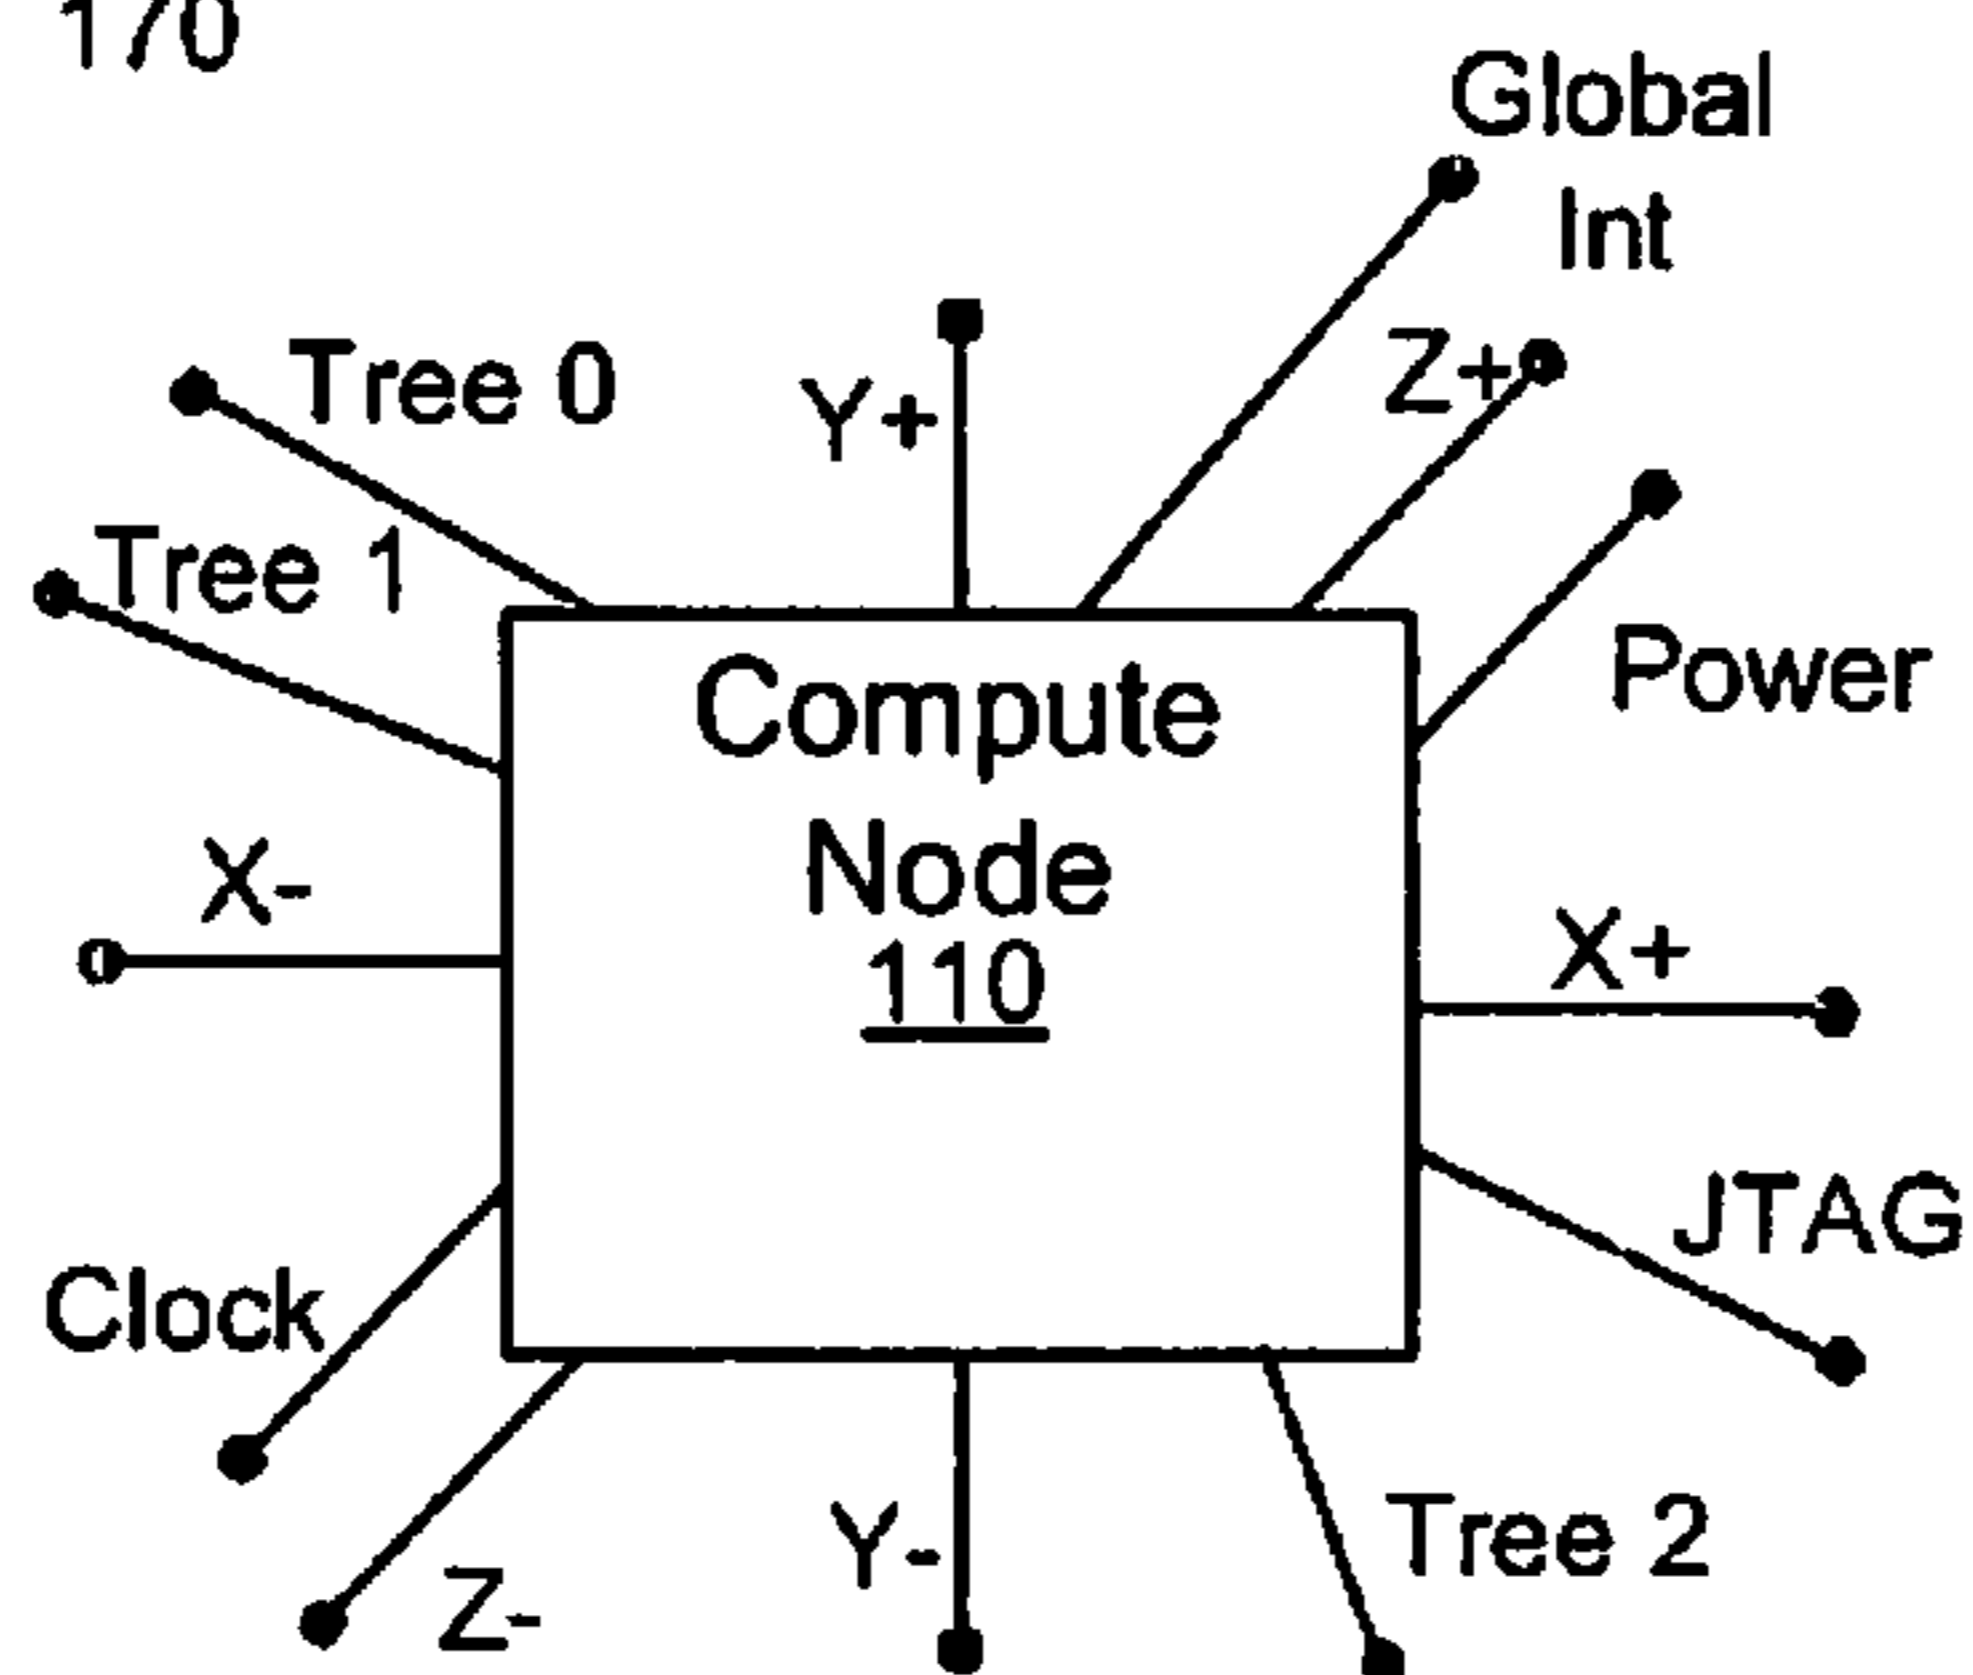 170
Global
Int
Tree 0
Y+
Z+
Tree 1
Power
Compute
Node
110
X-
X+
JTAG
Clock
Tree 2
Y-
Z-